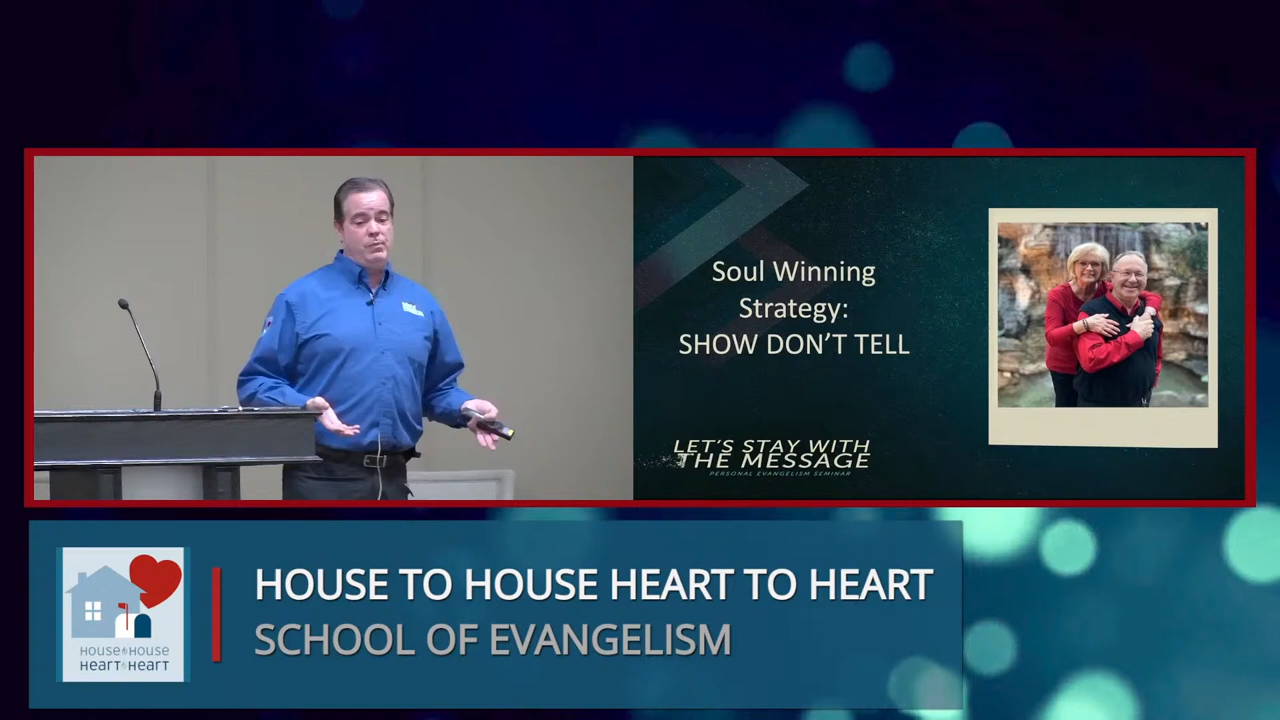 Soul Winning
Strategy:
SHOW DON'T TELL
LET'S STAY WITH
THE MESSAGE
PERSONAL EVANGELISM SEMINAR
HOUSE TO HOUSE HEART TO HEART
SCHOOL OF EVANGELISM
HOUSE TO HOUSE
HEART TO HEART